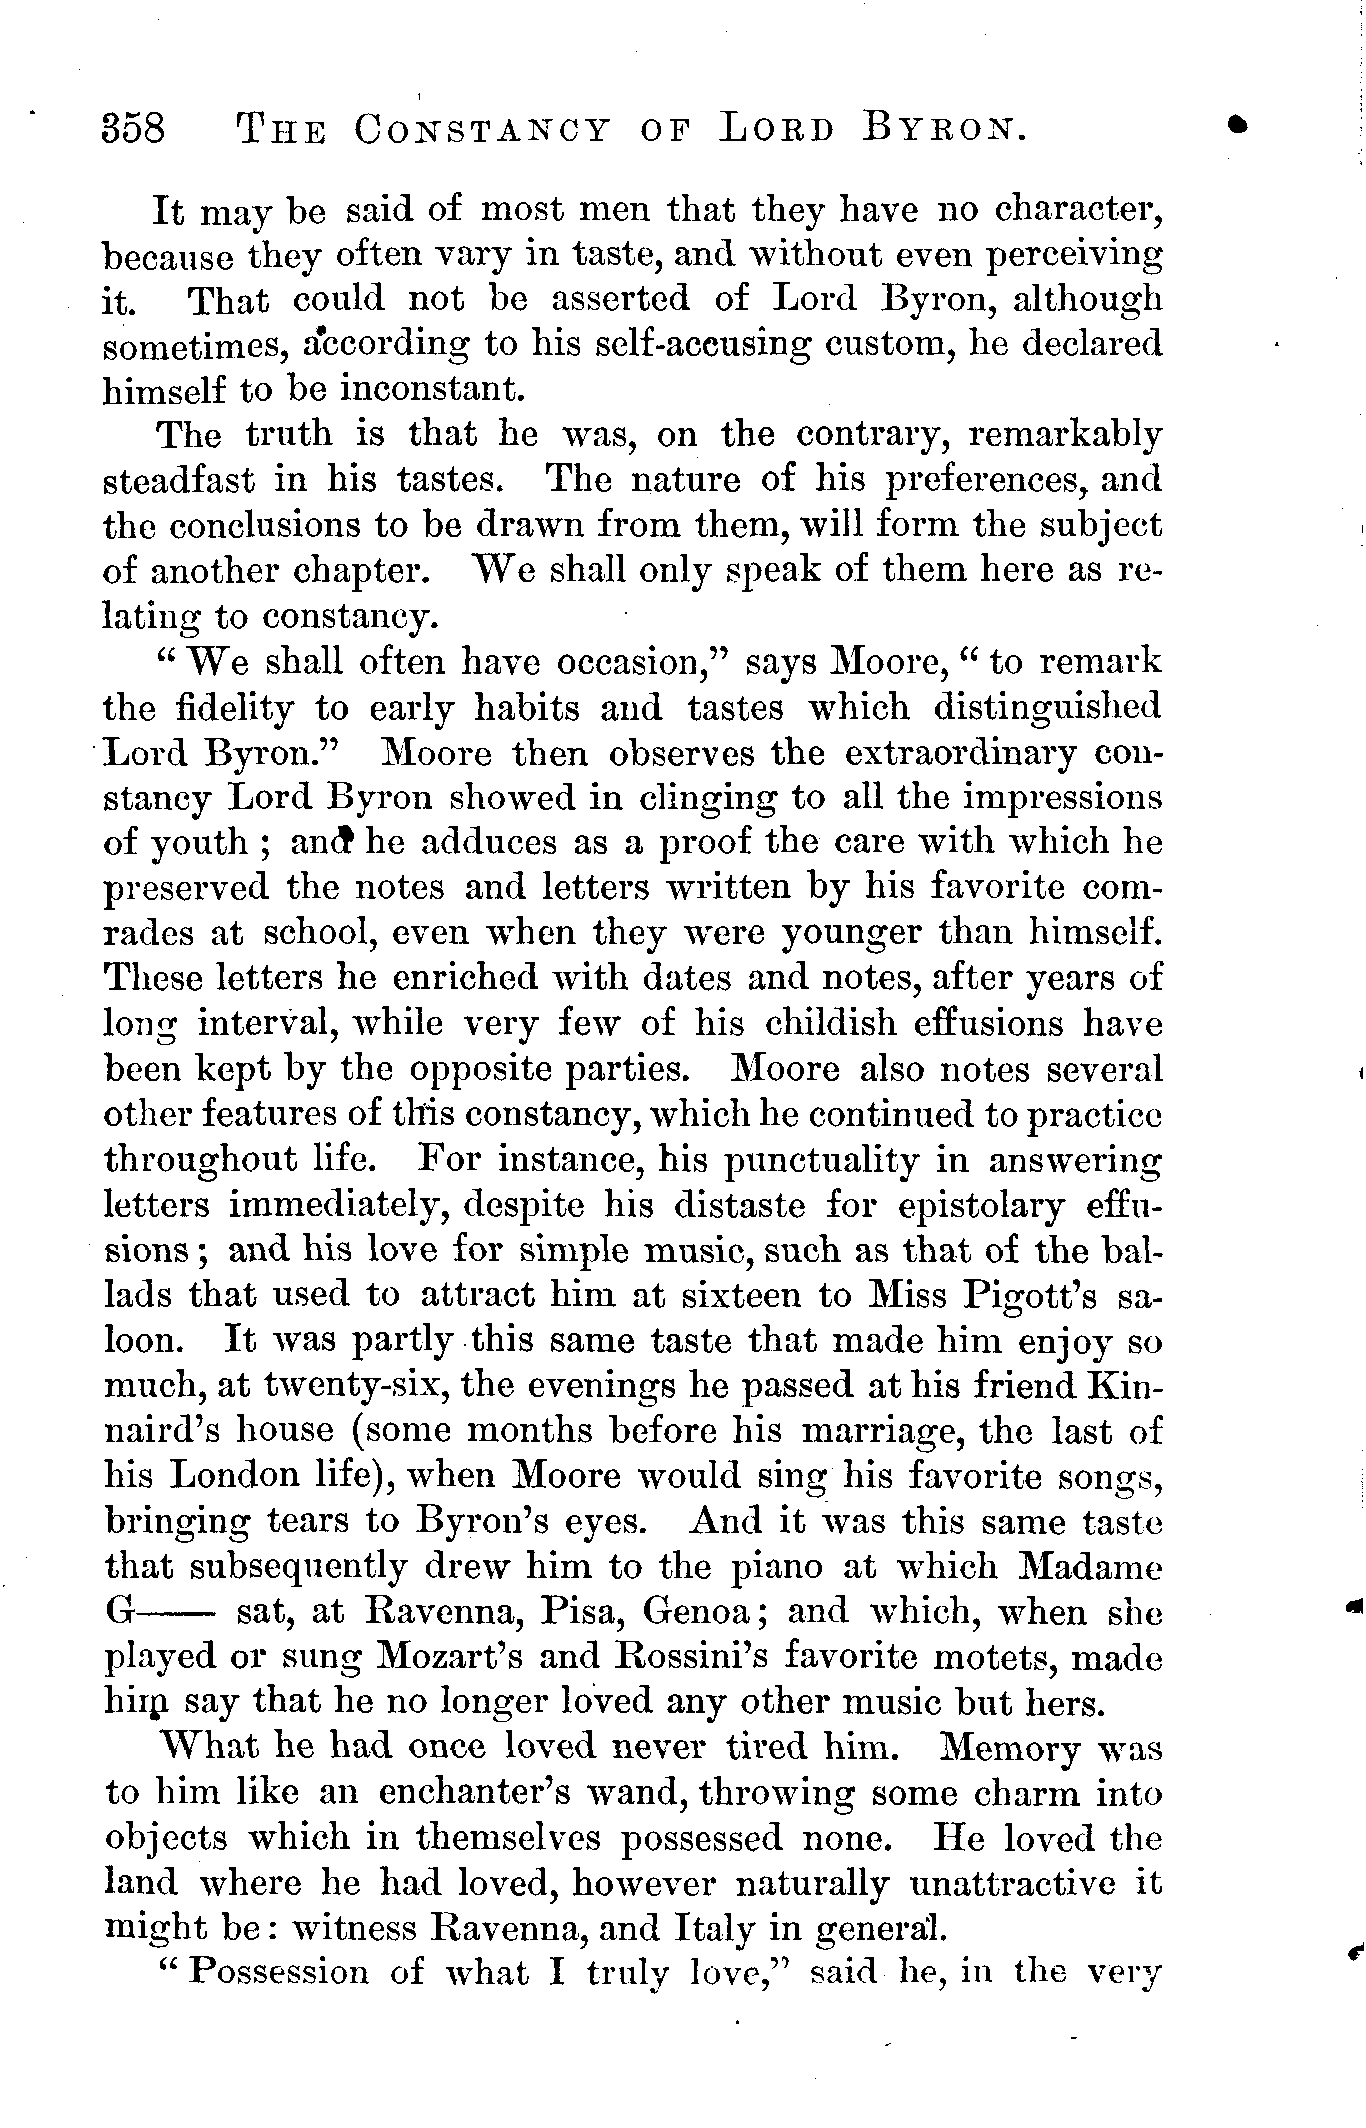 358 THE CONSTANCY OF LORD BYRON.
It may be said of most men that they have no character,
because they often vary in taste, and without even perceiving
it. That could not be asserted of Lord Byron, although
sometimes, according to his self-accusing custom, he declared
himself to be inconstant.
The truth is that he was, on the contrary, remarkably
steadfast in his tastes. The nature of his preferences, and
the conclusions to be drawn from them, will form the subject
of another chapter. We shall only speak of them here as re-
lating to constancy.
“We shall often have occasion,” says Moore, “to remark
the fidelity to early habits and tastes which distinguished
Lord Byron.” Moore then observes the extraordinary con-
stancy Lord Byron showed in clinging to all the impressions
of youth; and he adduces as a proof the care with which he
preserved the notes and letters written by his favorite com-
rades at school, even when they were younger than himself.
These letters he enriched with dates and notes, after years of
long interval, while very few of his childish effusions have
been kept by the opposite parties. Moore also notes several
other features of this constancy, which he continued to practice
throughout life. For instance, his punctuality in answering
letters immediately, despite his distaste for epistolary effu-
sions; and his love for simple music, such as that of the bal-
lads that used to attract him at sixteen to Miss Pigott’s sa-
loon. It was partly this same taste that made him enjoy so
much, at twenty-six, the evenings he passed at his friend Kin-
naird’s house (some months before his marriage, the last of
his London life), when Moore would sing his favorite songs,
bringing tears to Byron’s eyes. And it was this same taste
that subsequently drew him to the piano at which Madame
G—— sat, at Ravenna, Pisa, Genoa; and which, when she
played or sung Mozart’s and Rossini’s favorite motets, made
him say that he no longer loved any other music but hers.
What he had once loved never tired him. Memory was
to him like an enchanter’s wand, throwing some charm into
objects which in themselves possessed none. He loved the
land where he had loved, however naturally unattractive it
might be: witness Ravenna, and Italy in general.
“Possession of what I truly love,” said he, in the very